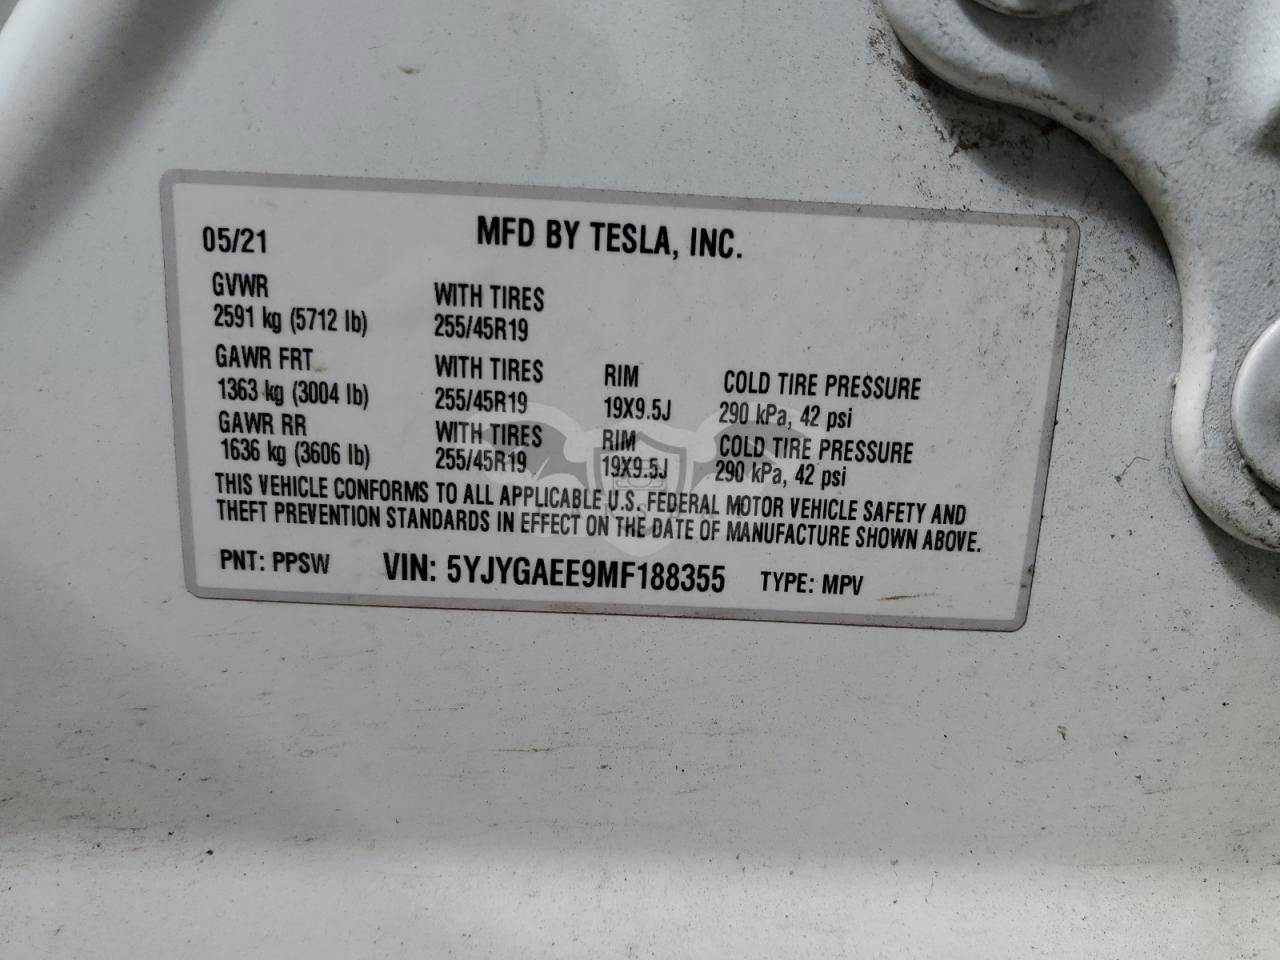 05/21 MFD BY TESLA, INC.
GVWR WITH TIRES
2591 kg (5712 lb) 255/45R19
GAWR FRT WITH TIRES RIM COLD TIRE PRESSURE
1363 kg (3004 lb) 255/45R19 19X9.5J 290 kPa, 42 psi
GAWR RR WITH TIRES RIM COLD TIRE PRESSURE
1636 kg (3606 lb) 255/45R19 19X9.5J 290 kPa, 42 psi
THIS VEHICLE CONFORMS TO ALL APPLICABLE U.S. FEDERAL MOTOR VEHICLE SAFETY AND
THEFT PREVENTION STANDARDS IN EFFECT ON THE DATE OF MANUFACTURE SHOWN ABOVE.
PNT: PPSW VIN: 5YJYGAEE9MF188355 TYPE: MPV